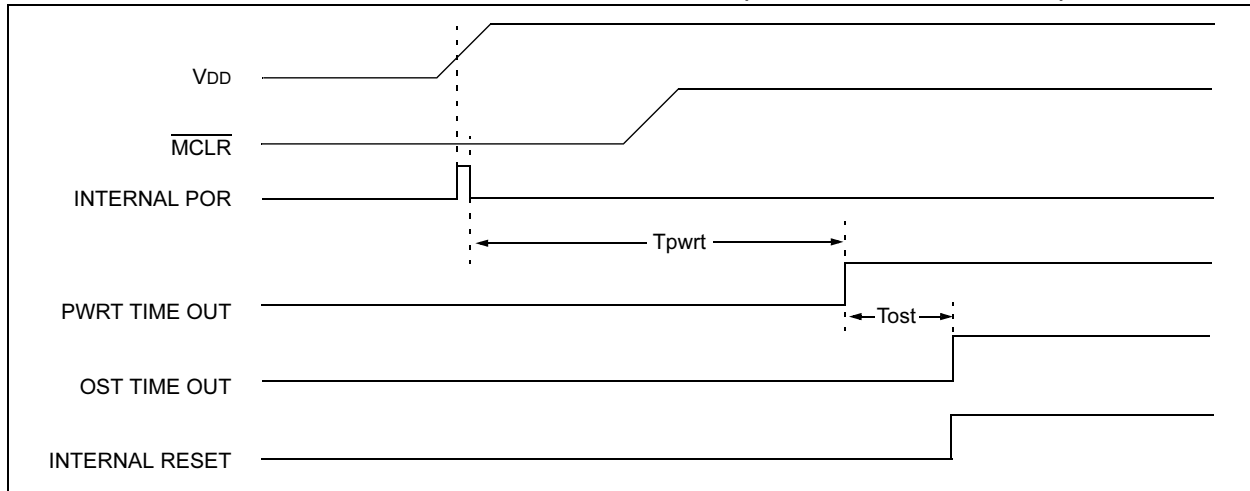 VDD
MCLR
INTERNAL POR
Tpwrt
PWRT TIME OUT
Tost
OST TIME OUT
INTERNAL RESET